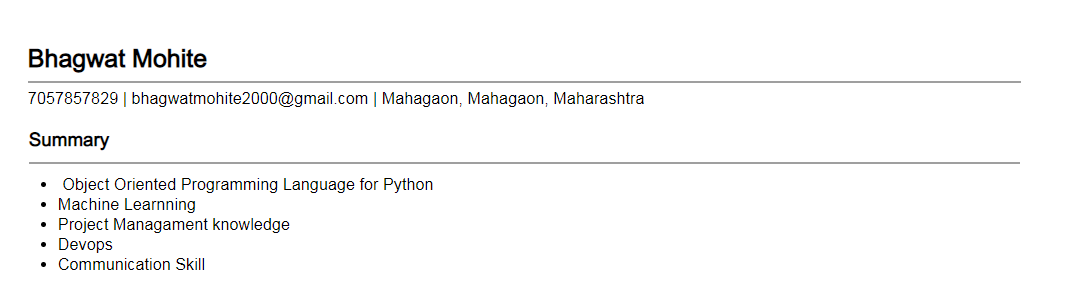 Bhagwat Mohite
7057857829 | bhagwatmohite2000@gmail.com | Mahagaon, Mahagaon, Maharashtra
Summary
• Object Oriented Programming Language for Python
• Machine Learnning
• Project Managament knowledge
• Devops
• Communication Skill